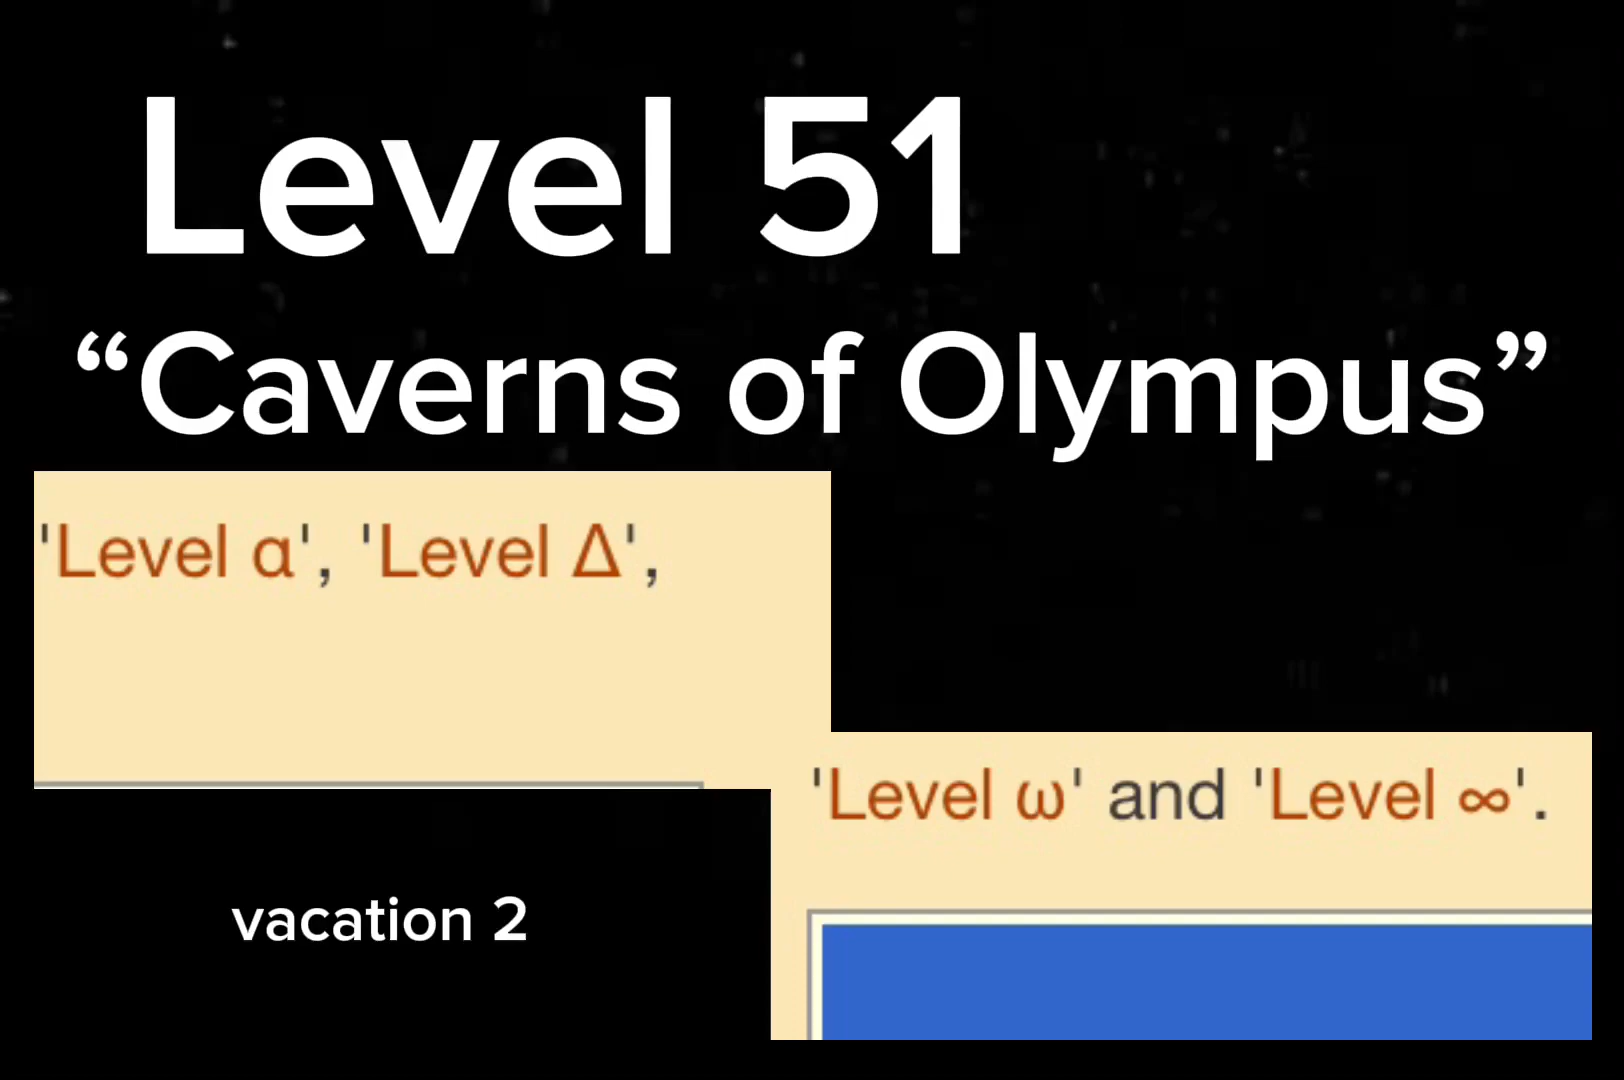 Level 51
“Caverns of Olympus”
'Level α', 'Level Δ',
'Level ω' and 'Level ∞'.
vacation 2